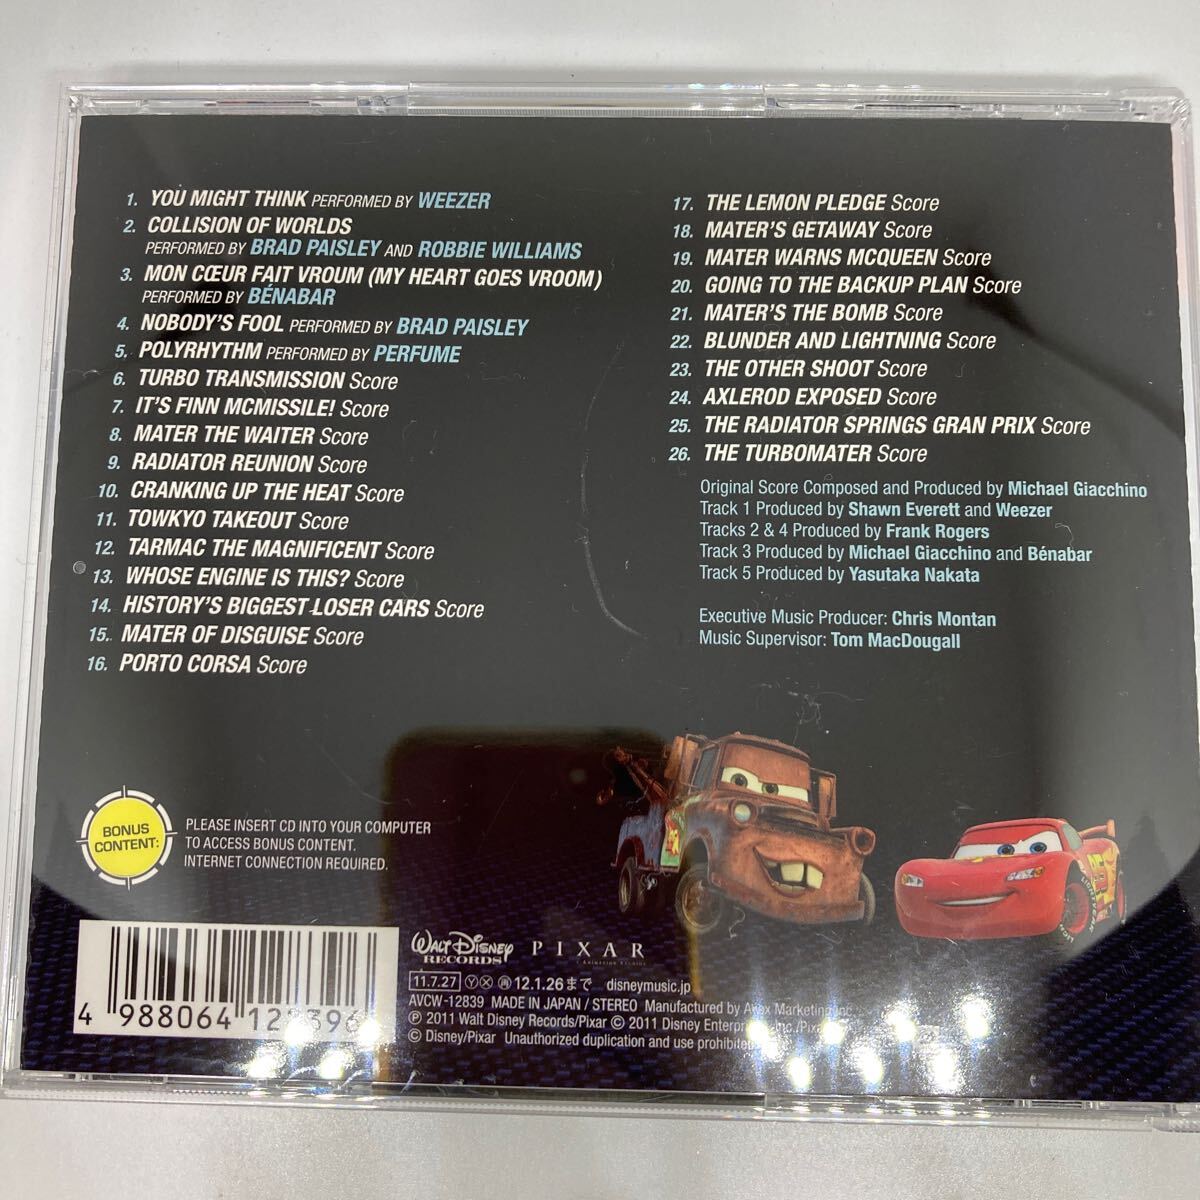 1. YOU MIGHT THINK PERFORMED BY WEEZER
2. COLLISION OF WORLDS
PERFORMED BY BRAD PAISLEY AND ROBBIE WILLIAMS
3. MON CŒUR FAIT VROUM (MY HEART GOES VROOM)
PERFORMED BY BÉNABAR
4. NOBODY'S FOOL PERFORMED BY BRAD PAISLEY
5. POLYRHYTHM PERFORMED BY PERFUME
6. TURBO TRANSMISSION Score
7. IT'S FINN MCMISSILE! Score
8. MATER THE WAITER Score
9. RADIATOR REUNION Score
10. CRANKING UP THE HEAT Score
11. TOWKYO TAKEOUT Score
12. TARMAC THE MAGNIFICENT Score
13. WHOSE ENGINE IS THIS? Score
14. HISTORY'S BIGGEST LOSER CARS Score
15. MATER OF DISGUISE Score
16. PORTO CORSA Score
17. THE LEMON PLEDGE Score
18. MATER'S GETAWAY Score
19. MATER WARNS MCQUEEN Score
20. GOING TO THE BACKUP PLAN Score
21. MATER'S THE BOMB Score
22. BLUNDER AND LIGHTNING Score
23. THE OTHER SHOOT Score
24. AXLEROD EXPOSED Score
25. THE RADIATOR SPRINGS GRAN PRIX Score
26. THE TURBOMATER Score
Original Score Composed and Produced by Michael Giacchino
Track 1 Produced by Shawn Everett and Weezer
Tracks 2 & 4 Produced by Frank Rogers
Track 3 Produced by Michael Giacchino and Bénabar
Track 5 Produced by Yasutaka Nakata
Executive Music Producer: Chris Montan
Music Supervisor: Tom MacDougall
BONUS
CONTENT:
PLEASE INSERT CD INTO YOUR COMPUTER
TO ACCESS BONUS CONTENT.
INTERNET CONNECTION REQUIRED.
95
WALT DISNEY
RECORDS
PIXAR
ANIMATION STUDIOS
11.7.27 Ⓨ Ⓧ ㊞ 12.1.26まで disneymusic.jp
AVCW-12839 MADE IN JAPAN / STEREO Manufactured by Avex Marketing Inc.
Ⓟ 2011 Walt Disney Records/Pixar © 2011 Disney Enterprises, Inc./Pixar
© Disney/Pixar Unauthorized duplication and use prohibited
4 988064 128396